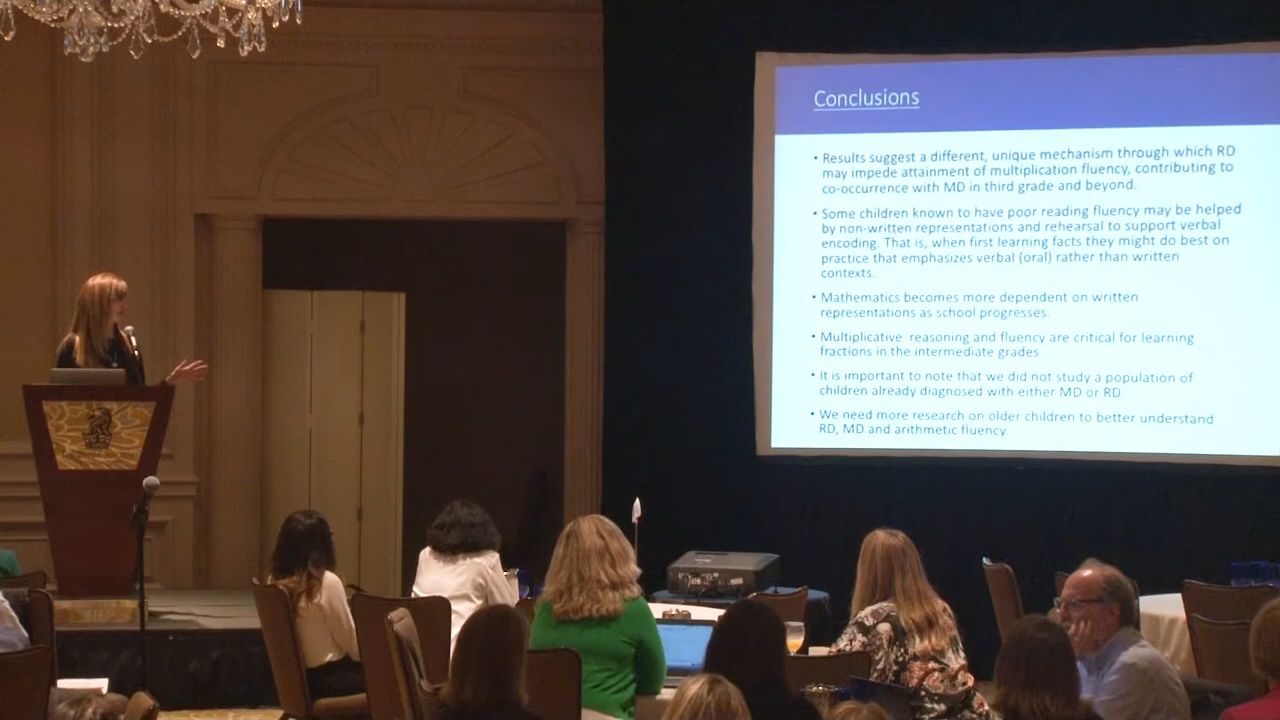 Conclusions
• Results suggest a different, unique mechanism through which RD
may impede attainment of multiplication fluency, contributing to
co-occurrence with MD in third grade and beyond.
• Some children known to have poor reading fluency may be helped
by non-written representations and rehearsal to support verbal
encoding. That is, when first learning facts they might do best on
practice that emphasizes verbal (oral) rather than written
contexts.
• Mathematics becomes more dependent on written
representations as school progresses.
• Multiplicative reasoning and fluency are critical for learning
fractions in the intermediate grades.
• It is important to note that we did not study a population of
children already diagnosed with either MD or RD.
• We need more research on older children to better understand
RD, MD and arithmetic fluency.